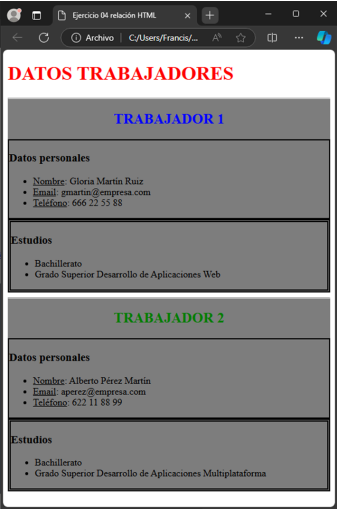 Ejercicio 04 relación HTML
Archivo
C:/Users/Francis/...
DATOS TRABAJADORES
TRABAJADOR 1
Datos personales
Nombre: Gloria Martín Ruiz
Email: gmartin@empresa.com
Teléfono: 666 22 55 88
Estudios
Bachillerato
Grado Superior Desarrollo de Aplicaciones Web
TRABAJADOR 2
Datos personales
Nombre: Alberto Pérez Martín
Email: aperez@empresa.com
Teléfono: 622 11 88 99
Estudios
Bachillerato
Grado Superior Desarrollo de Aplicaciones Multiplataforma